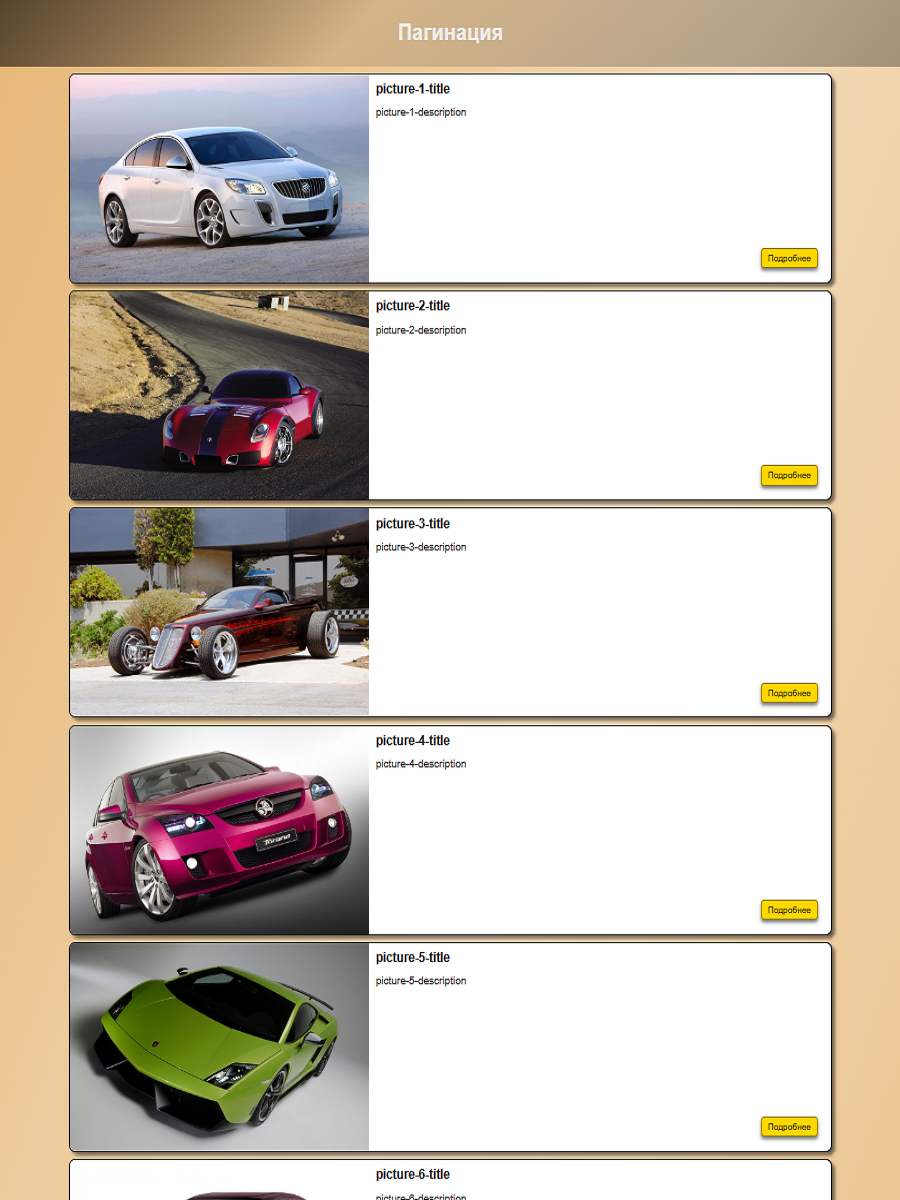 Пагинация
picture-1-title
picture-1-description
Подробнее
picture-2-title
picture-2-description
Подробнее
picture-3-title
picture-3-description
Подробнее
picture-4-title
picture-4-description
Torana
Подробнее
picture-5-title
picture-5-description
Подробнее
picture-6-title
picture-6-description